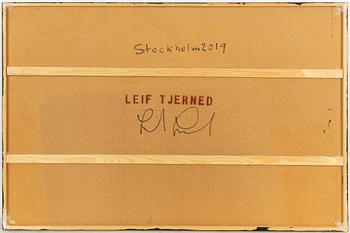 Stockholm 2019
LEIF TJERNED